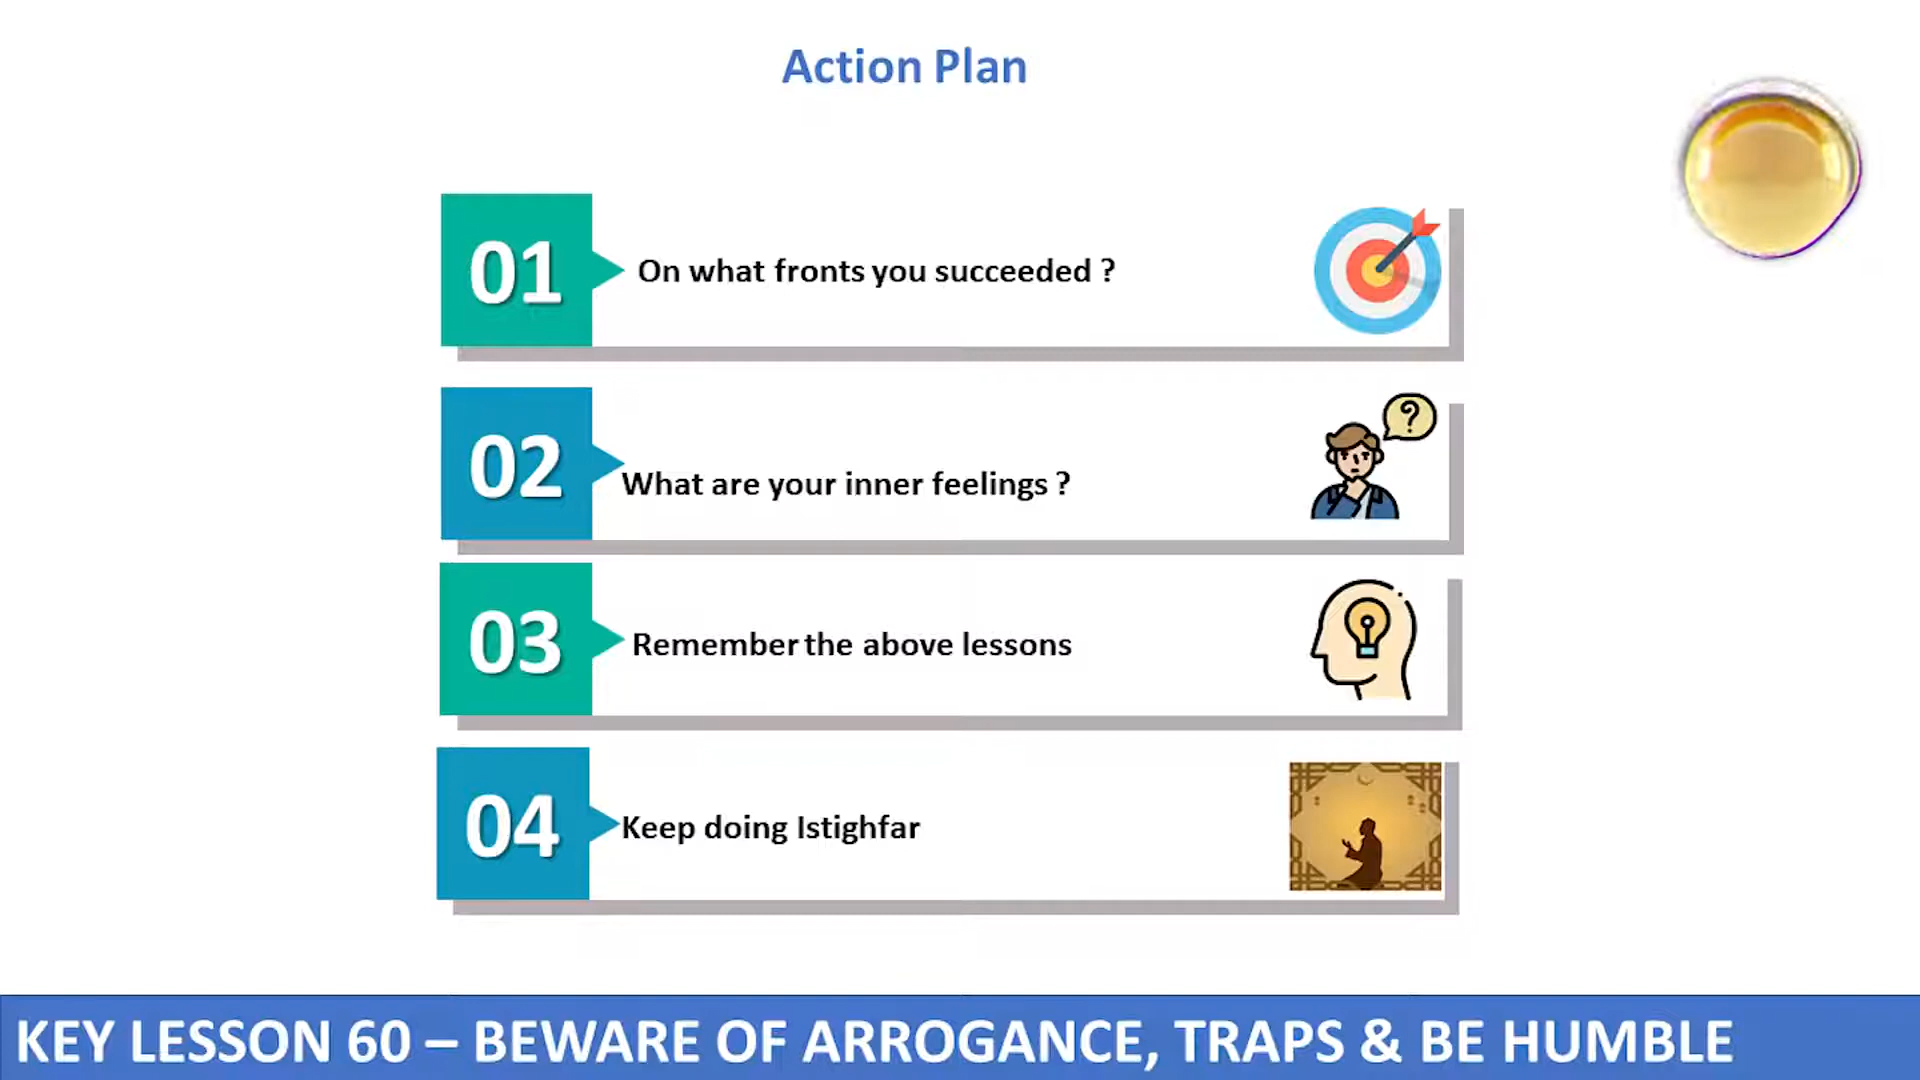 Action Plan
01
On what fronts you succeeded ?
02
What are your inner feelings ?
03
Remember the above lessons
04
Keep doing Istighfar
KEY LESSON 60 – BEWARE OF ARROGANCE, TRAPS & BE HUMBLE